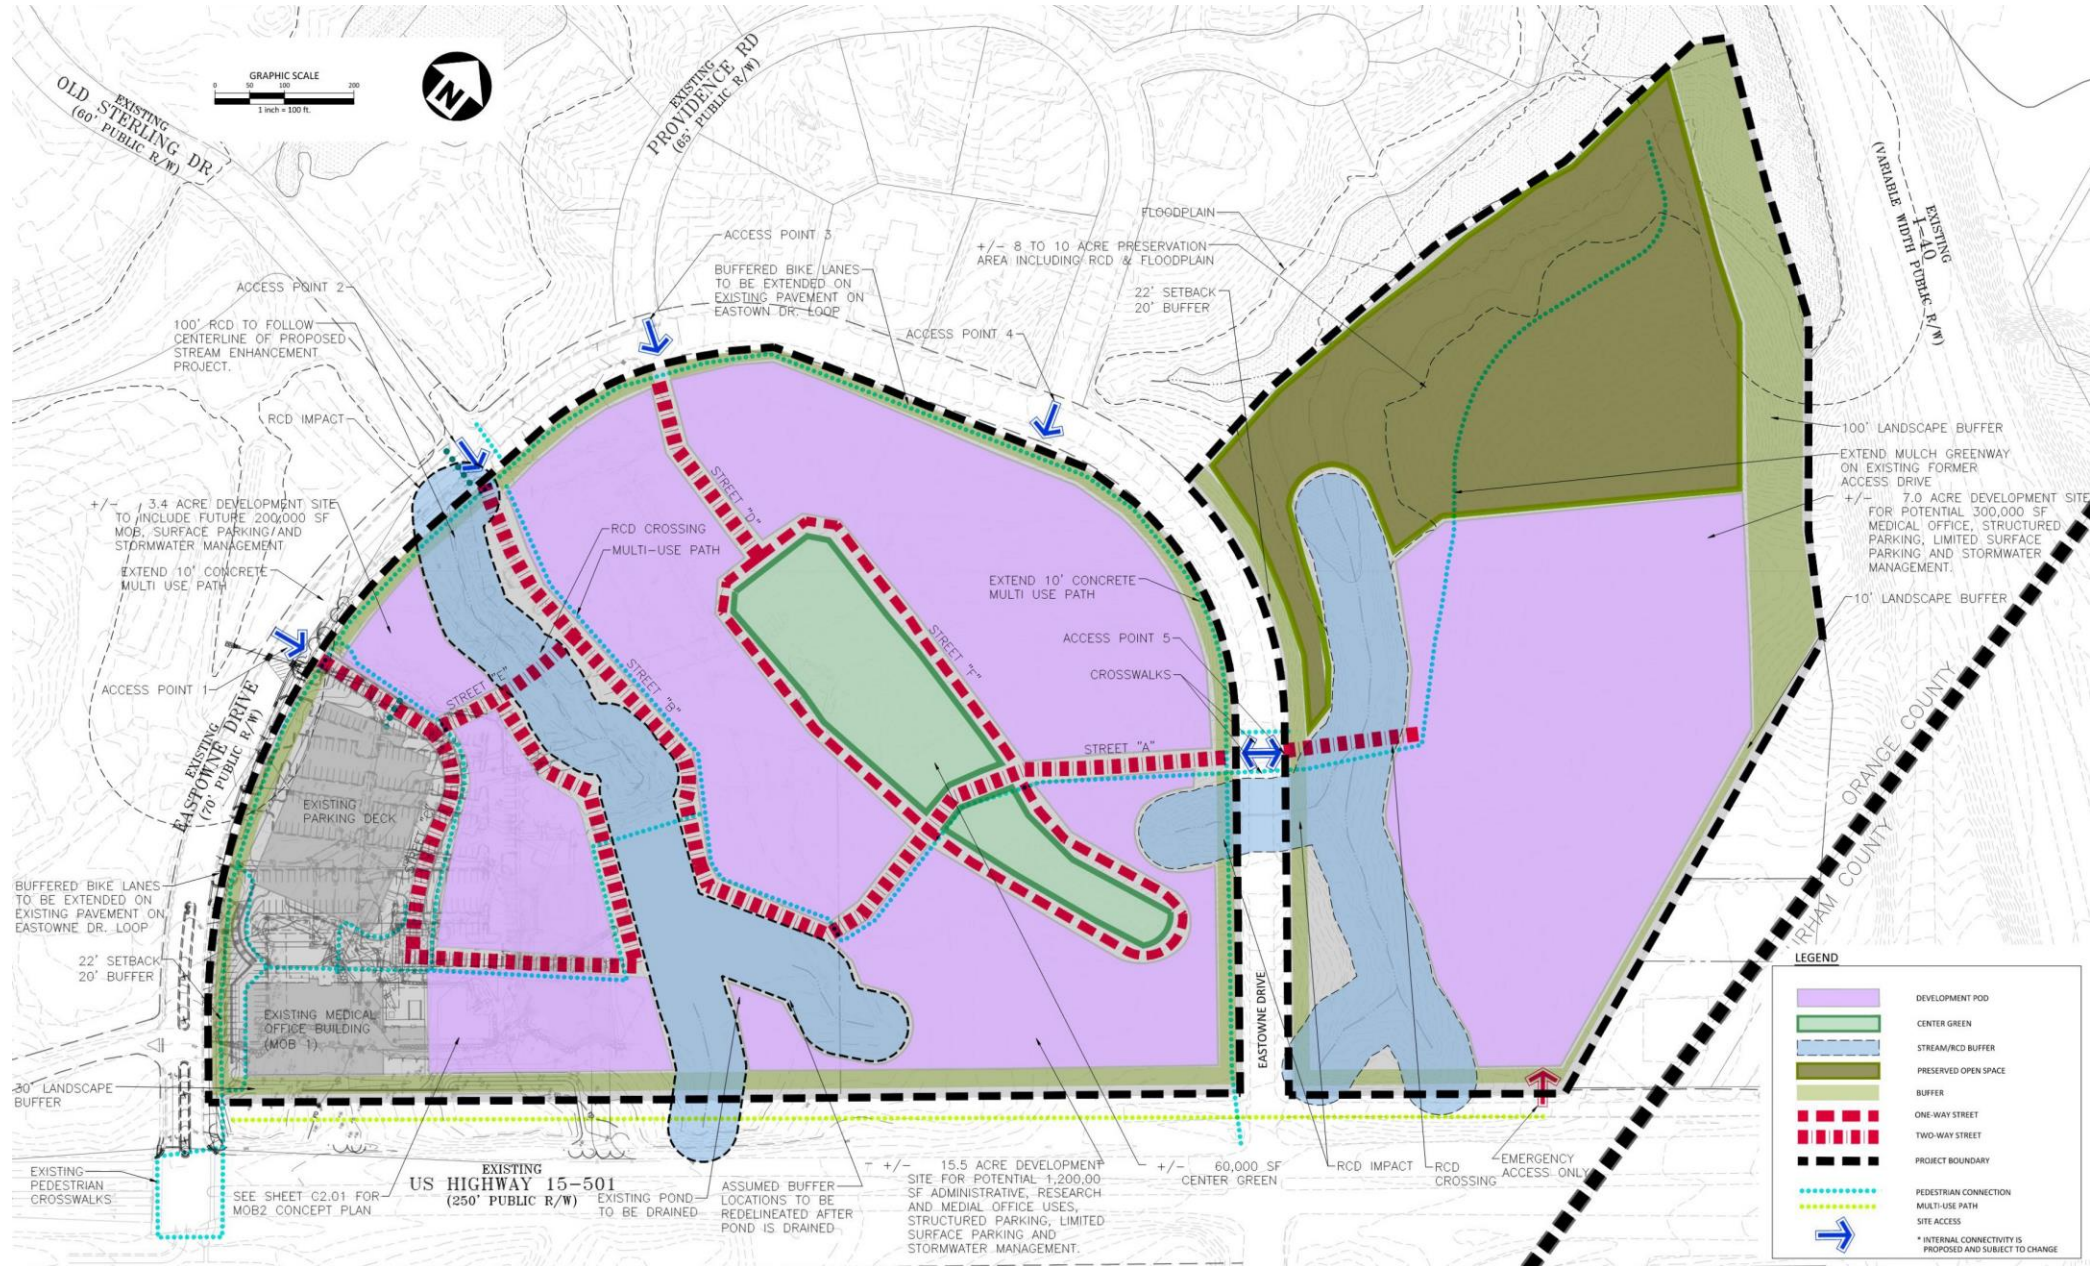 GRAPHIC SCALE
0 50 100 200
1 inch = 100 ft.
N
EXISTING
OLD STERLING DR
(60' PUBLIC R/W)
EXISTING
PROVIDENCE RD
(65' PUBLIC R/W)
ACCESS POINT 3
BUFFERED BIKE LANES
TO BE EXTENDED ON
EXISTING PAVEMENT ON
EASTOWN DR. LOOP
ACCESS POINT 4
FLOODPLAIN
+/- 8 TO 10 ACRE PRESERVATION
AREA INCLUDING RCD & FLOODPLAIN
22' SETBACK
20' BUFFER
EXISTING
I-40
(VARIABLE WIDTH PUBLIC R/W)
ACCESS POINT 2
100' RCD TO FOLLOW
CENTERLINE OF PROPOSED
STREAM ENHANCEMENT
PROJECT.
RCD IMPACT
+/- 3.4 ACRE DEVELOPMENT SITE
TO INCLUDE FUTURE 200,000 SF
MOB, SURFACE PARKING/AND
STORMWATER MANAGEMENT
EXTEND 10' CONCRETE
MULTI USE PATH
ACCESS POINT 1
EXISTING
EASTOWNE DRIVE
(70' PUBLIC R/W)
STREET "D"
RCD CROSSING
MULTI-USE PATH
STREET "E"
STREET "B"
STREET "F"
STREET "A"
EXTEND 10' CONCRETE
MULTI USE PATH
ACCESS POINT 5
CROSSWALKS
100' LANDSCAPE BUFFER
EXTEND MULCH GREENWAY
ON EXISTING FORMER
ACCESS DRIVE
+/- 7.0 ACRE DEVELOPMENT SITE
FOR POTENTIAL 300,000 SF
MEDICAL OFFICE, STRUCTURED
PARKING, LIMITED SURFACE
PARKING AND STORMWATER
MANAGEMENT.
10' LANDSCAPE BUFFER
ORANGE COUNTY
COUNTY
EXISTING
PARKING DECK
BUFFERED BIKE LANES
TO BE EXTENDED ON
EXISTING PAVEMENT ON
EASTOWNE DR. LOOP
22' SETBACK
20' BUFFER
EXISTING MEDICAL
OFFICE BUILDING
(MOB 1)
30' LANDSCAPE
BUFFER
EASTOWNE DRIVE
EXISTING
PEDESTRIAN
CROSSWALKS
SEE SHEET C2.01 FOR
MOB2 CONCEPT PLAN
EXISTING
US HIGHWAY 15-501
(250' PUBLIC R/W)
EXISTING POND
TO BE DRAINED
ASSUMED BUFFER
LOCATIONS TO BE
REDELINEATED AFTER
POND IS DRAINED
+/- 15.5 ACRE DEVELOPMENT
SITE FOR POTENTIAL 1,200,00
SF ADMINISTRATIVE, RESEARCH
AND MEDIAL OFFICE USES,
STRUCTURED PARKING, LIMITED
SURFACE PARKING AND
STORMWATER MANAGEMENT.
+/- 60,000 SF
CENTER GREEN
RCD IMPACT
RCD
CROSSING
EMERGENCY
ACCESS ONLY
LEGEND
DEVELOPMENT POD
CENTER GREEN
STREAM/RCD BUFFER
PRESERVED OPEN SPACE
BUFFER
ONE-WAY STREET
TWO-WAY STREET
PROJECT BOUNDARY
PEDESTRIAN CONNECTION
MULTI-USE PATH
SITE ACCESS
* INTERNAL CONNECTIVITY IS
PROPOSED AND SUBJECT TO CHANGE